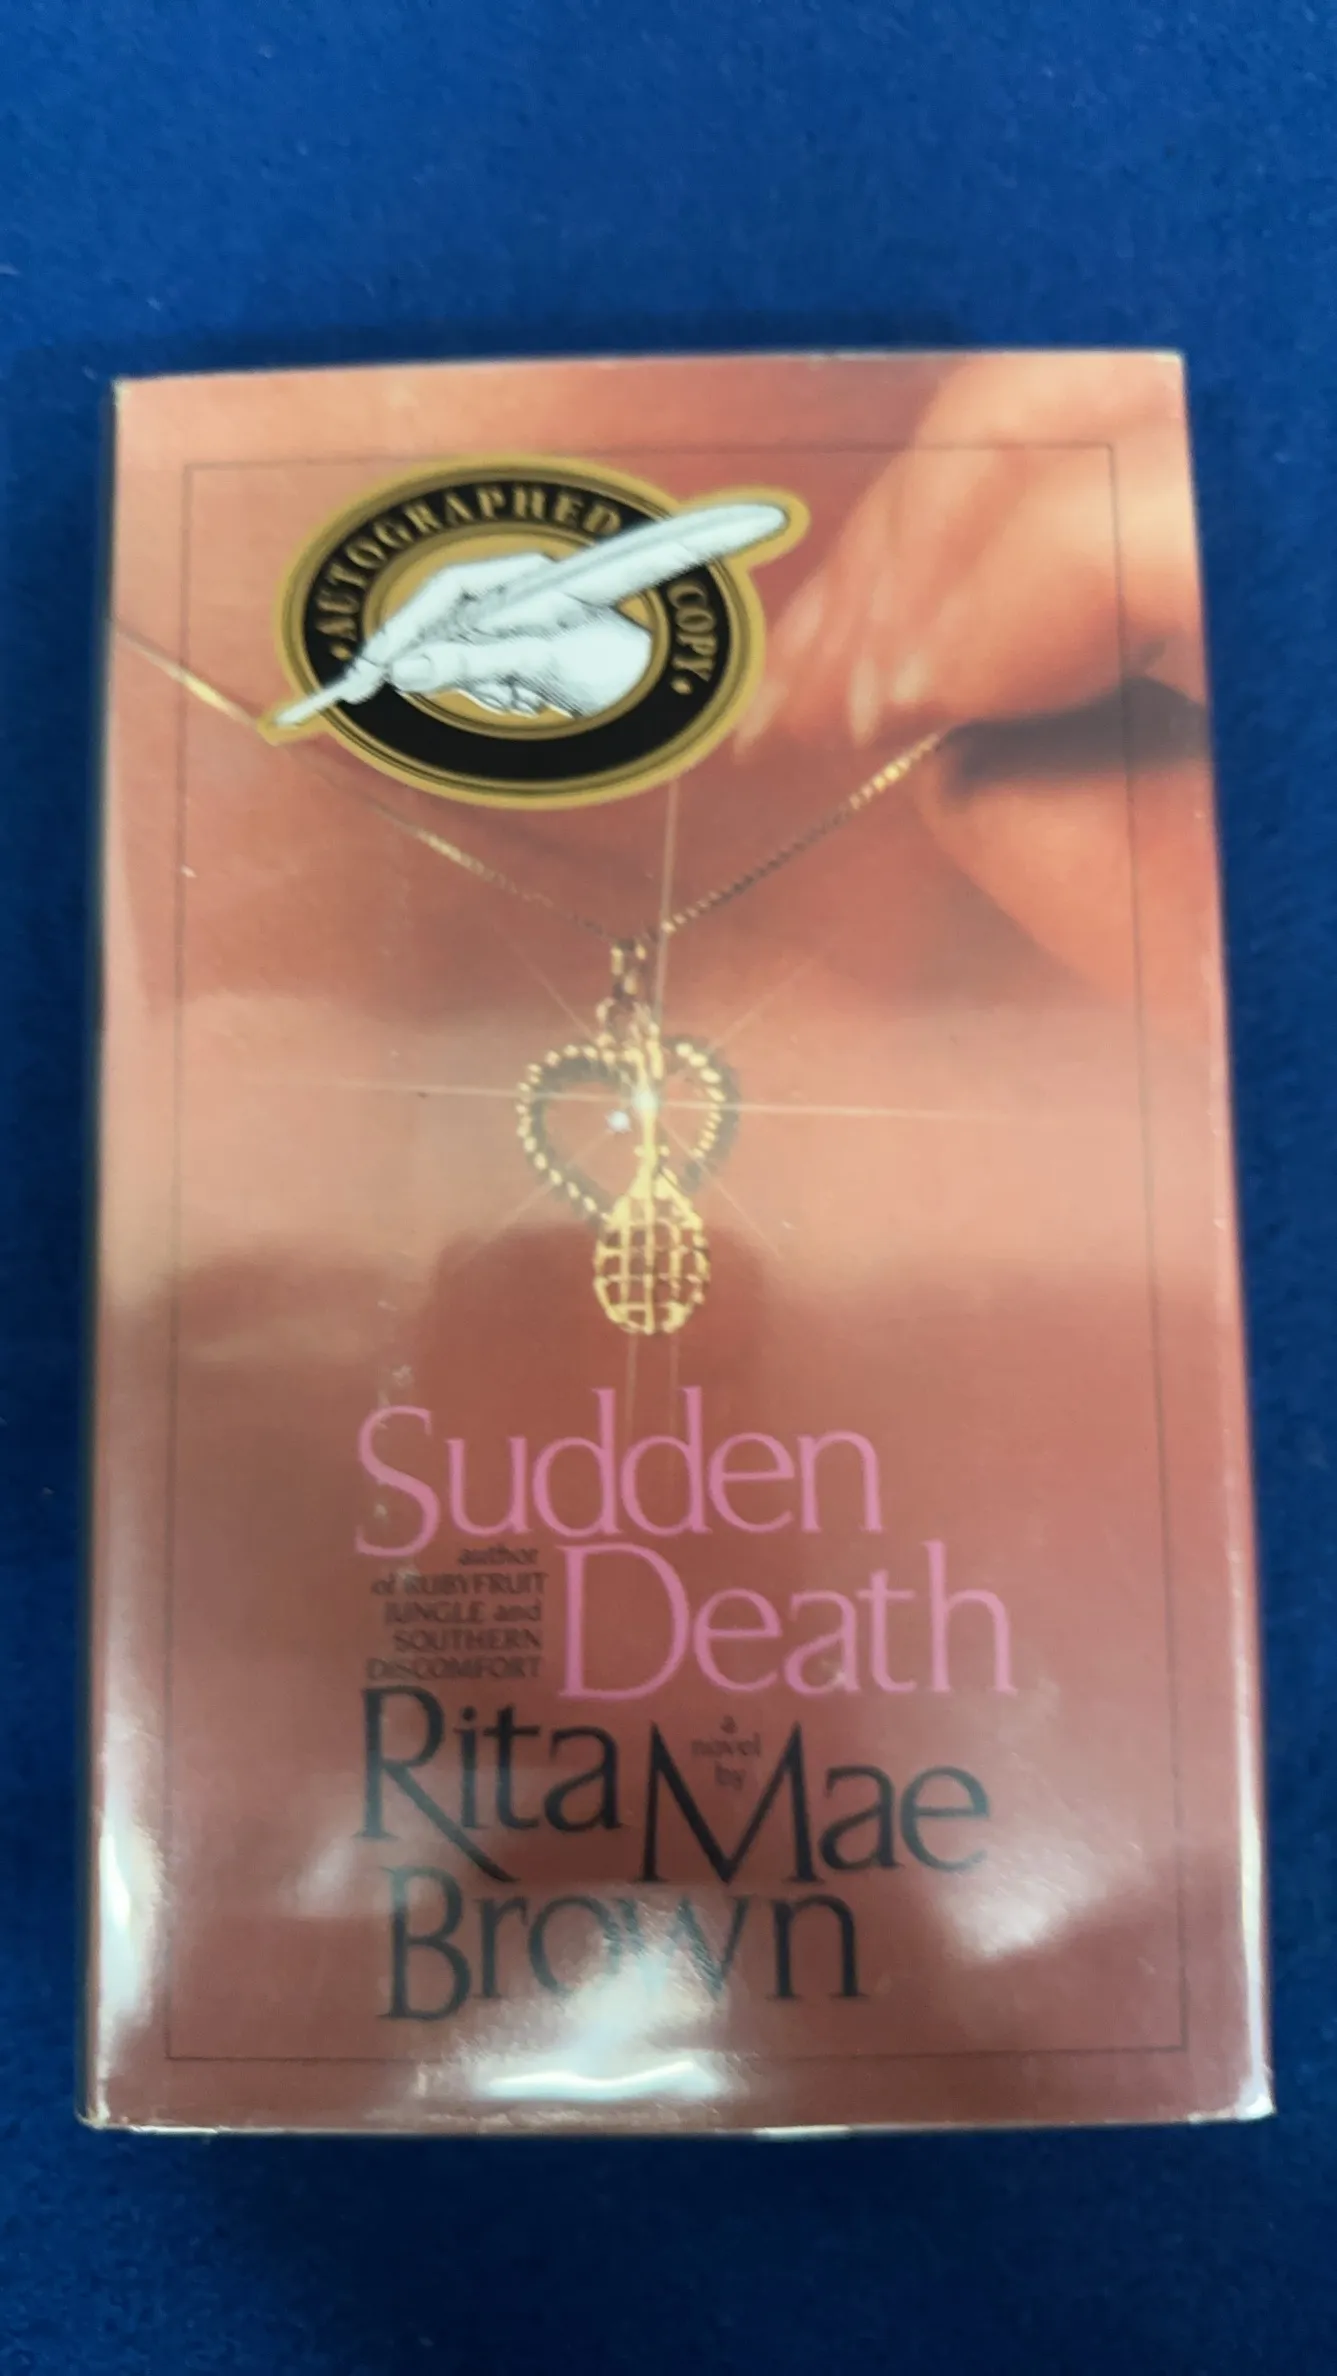 AUTOGRAPHED COPY
Sudden
author
of RUBYFRUIT
JUNGLE and
SOUTHERN
DISCOMFORT
Death
a
novel
by
Rita Mae
Brown